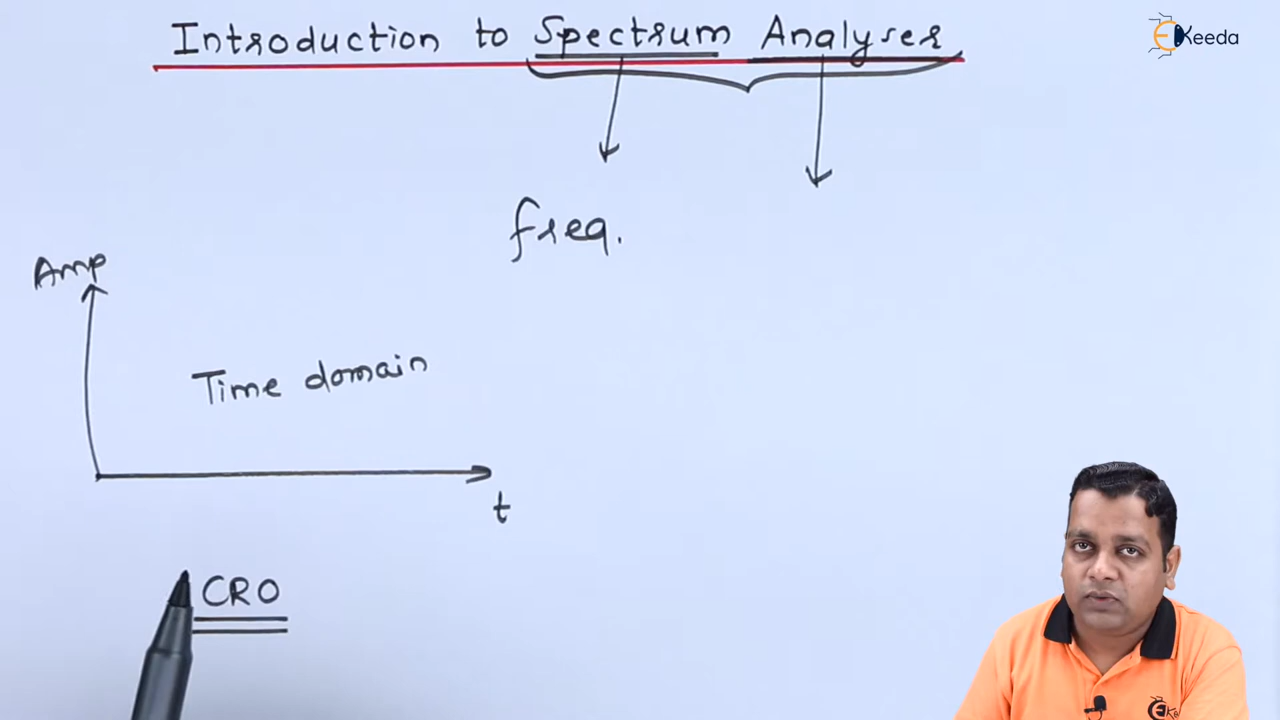 Introduction to Spectrum Analyser
EKeeda
freq.
Amp
Time domain
t
CRO